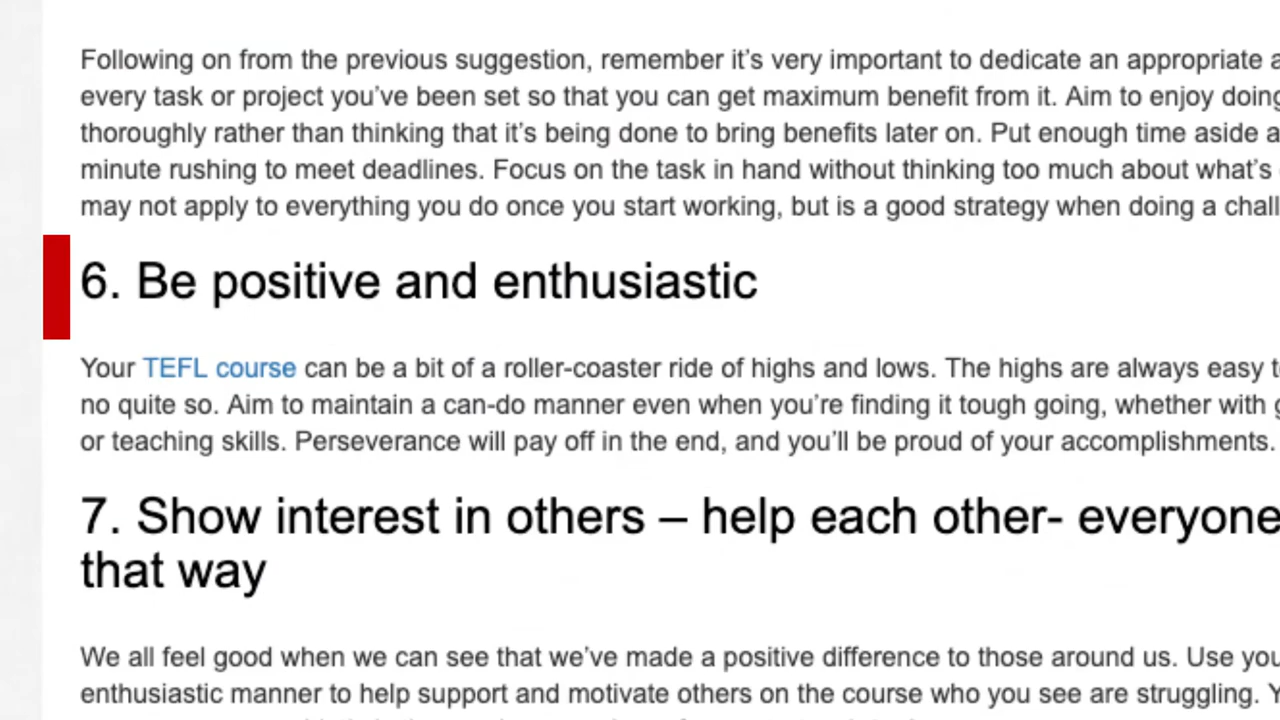 Following on from the previous suggestion, remember it’s very important to dedicate an appropriate
every task or project you’ve been set so that you can get maximum benefit from it. Aim to enjoy doing
thoroughly rather than thinking that it’s being done to bring benefits later on. Put enough time aside
minute rushing to meet deadlines. Focus on the task in hand without thinking too much about what’s
may not apply to everything you do once you start working, but is a good strategy when doing a
6. Be positive and enthusiastic
Your TEFL course can be a bit of a roller-coaster ride of highs and lows. The highs are always easy
no quite so. Aim to maintain a can-do manner even when you’re finding it tough going, whether with
or teaching skills. Perseverance will pay off in the end, and you’ll be proud of your accomplishments.
7. Show interest in others – help each other- everyone
that way
We all feel good when we can see that we’ve made a positive difference to those around us. Use
enthusiastic manner to help support and motivate others on the course who you see are struggling.